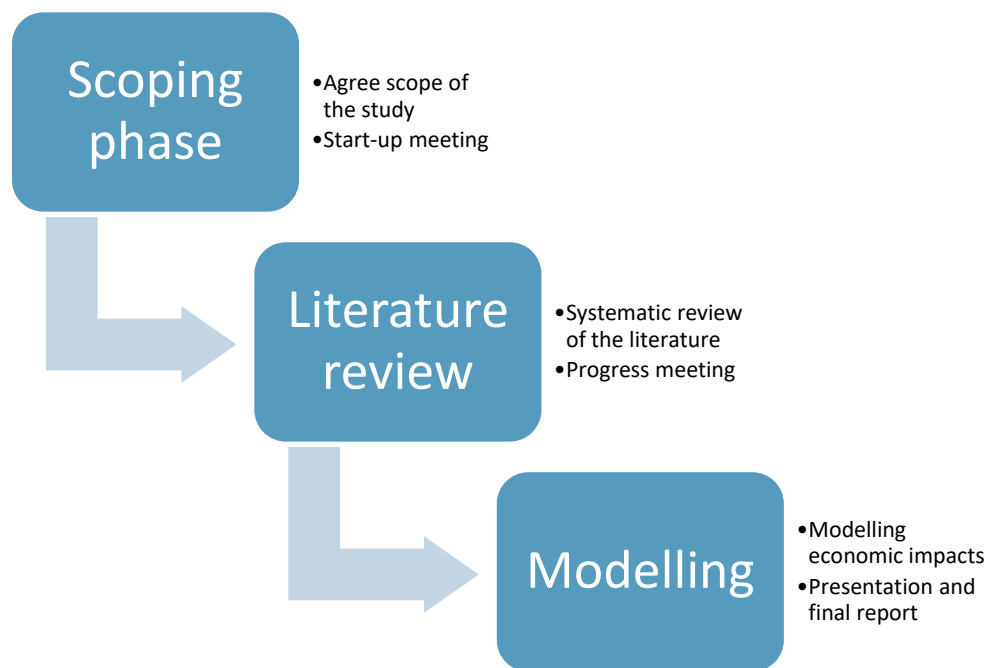 Scoping
phase
•Agree scope of
the study
•Start-up meeting
Literature
review
•Systematic review
of the literature
•Progress meeting
Modelling
•Modelling
economic impacts
•Presentation and
final report